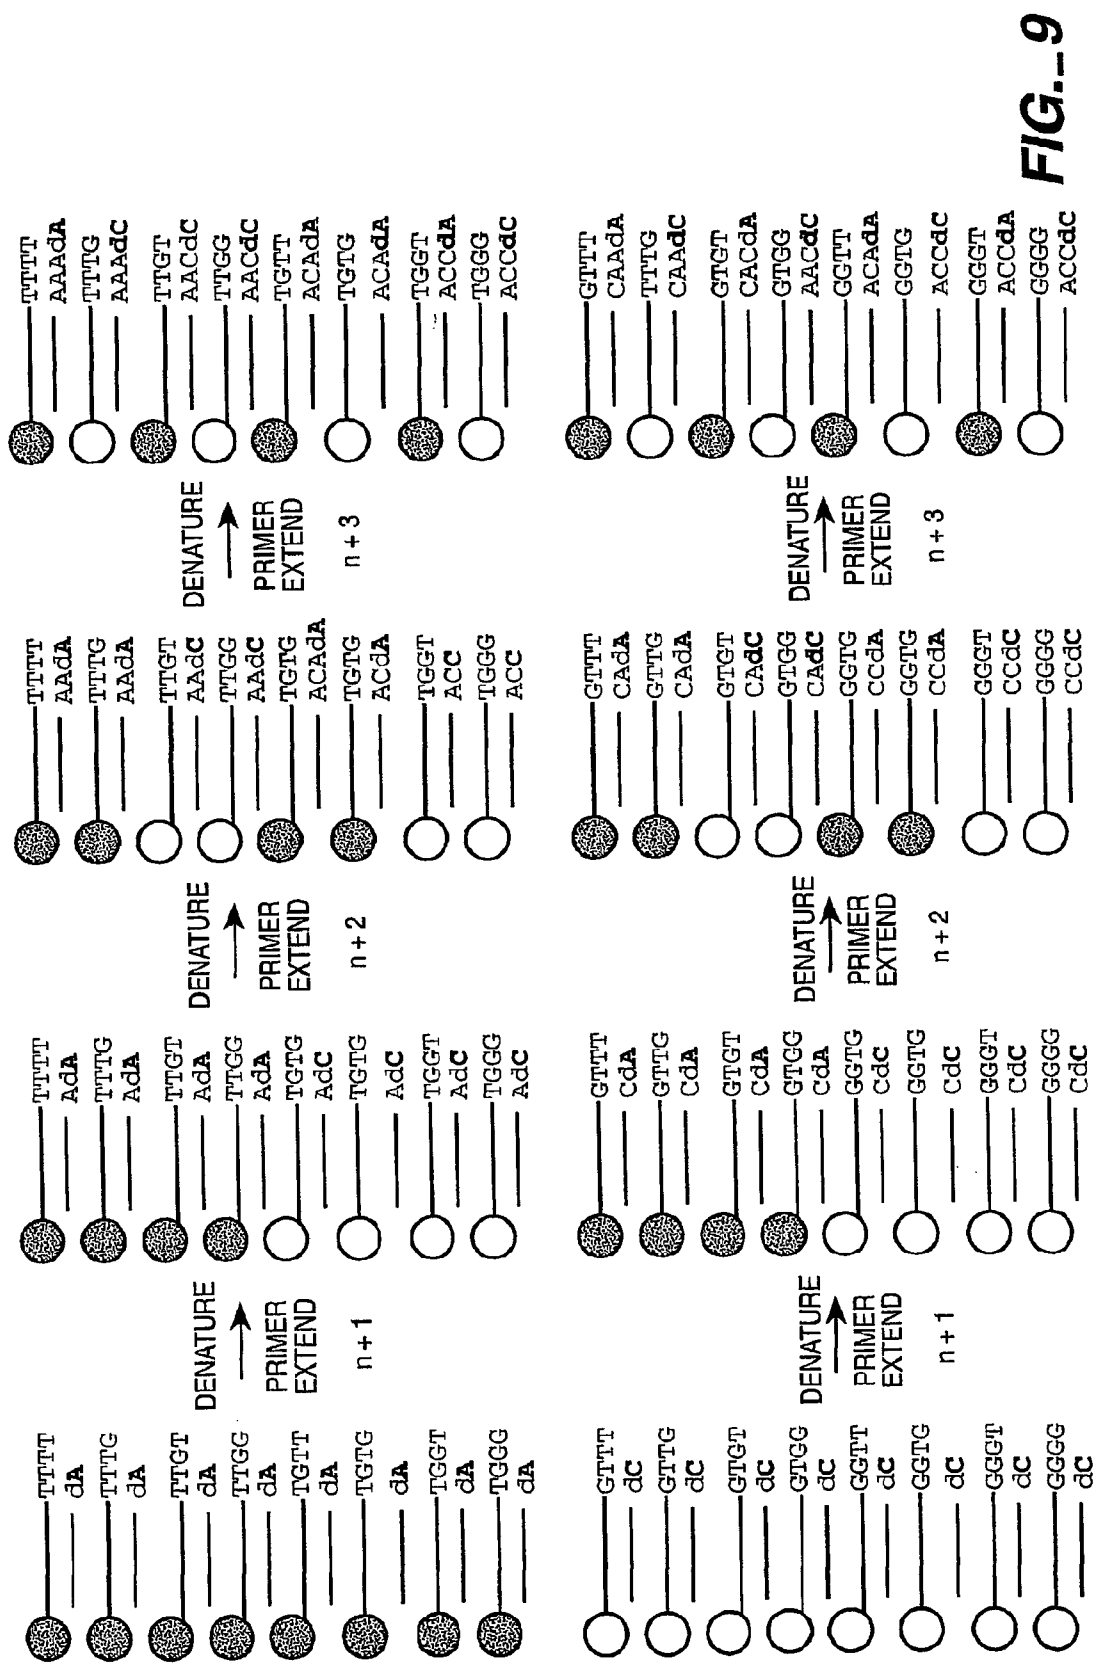 TTTT
dA
TTTG
dA
TTGT
dA
TTGG
dA
TGTT
dA
TGTG
dA
TGGT
dA
TGGG
dA
DENATURE
PRIMER
EXTEND
n+1
TTTT
AdA
TTTG
AdA
TTGT
AdA
TTGG
AdA
TGTG
AdC
TGTG
AdC
TGGT
AdC
TGGG
AdC
DENATURE
PRIMER
EXTEND
n+2
TTTT
AAdA
TTTG
AAdA
TTGT
AAdC
TTGG
AAdC
TGTG
ACAdA
TGTG
ACdA
TGGT
ACC
TGGG
ACC
DENATURE
PRIMER
EXTEND
n+3
TTTT
AAAdA
TTTG
AAAdC
TTGT
AACdC
TTGG
AACdC
TGTT
ACAdA
TGTG
ACAdA
TGGT
ACCdA
TGGG
ACCdC
GTTT
dC
GTTG
dC
GTGT
dC
GTGG
dC
GGTT
dC
GGTG
dC
GGGT
dC
GGGG
dC
DENATURE
PRIMER
EXTEND
n+1
GTTT
CdA
GTTG
CdA
GTGT
CdA
GTGG
CdA
GGTG
CdC
GGTG
CdC
GGGT
CdC
GGGG
CdC
DENATURE
PRIMER
EXTEND
n+2
GTTT
CAdA
GTTG
CAdA
GTGT
CAdC
GTGG
CAdC
GGTG
CCdA
GGTG
CCdA
GGGT
CCdC
GGGG
CCdC
DENATURE
PRIMER
EXTEND
n+3
GTTT
CAAdA
TTTG
CAAdC
GTGT
CACdA
GTGG
AACdC
GGTT
ACAdA
GGTG
ACCdC
GGGT
ACCdA
GGGG
ACCdC
FIG._9